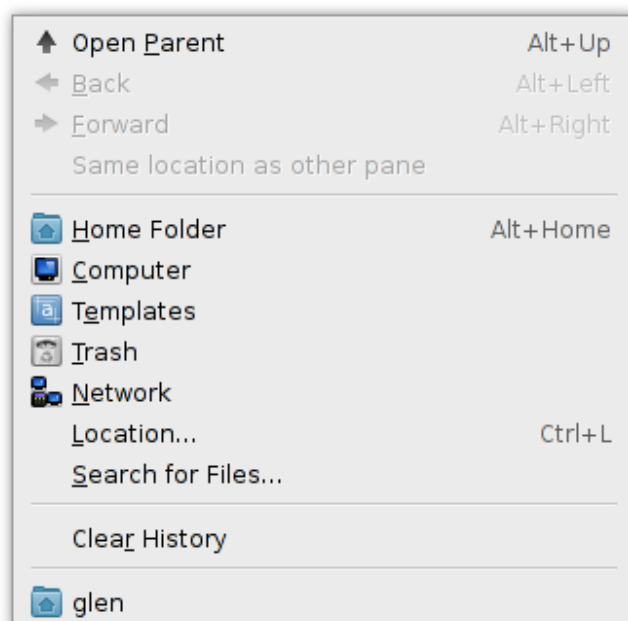 Open Parent Alt+Up
Back Alt+Left
Forward Alt+Right
Same location as other pane
Home Folder Alt+Home
Computer
Templates
Trash
Network
Location... Ctrl+L
Search for Files...
Clear History
glen